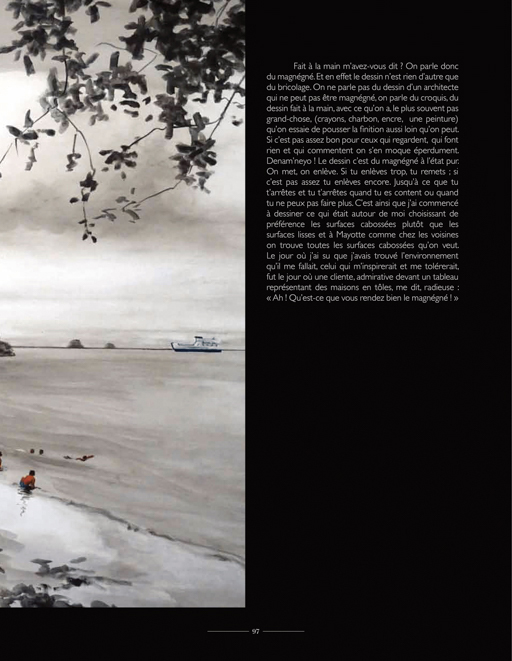 Fait à la main m'avez-vous dit ? On parle donc
du magnégné. Et en effet le dessin n'est rien d'autre que
du bricolage. On ne parle pas du dessin d'un architecte
qui ne peut pas être magnégné, on parle du croquis, du
dessin fait à la main, avec ce qu'on a, le plus souvent pas
grand-chose, (crayons, charbon, encre, une peinture)
qu'on essaie de pousser la finition aussi loin qu'on peut.
Si c'est pas assez bon pour ceux qui regardent, qui font
rien et qui commentent on s'en moque éperdument.
Denam'neyo ! Le dessin c'est du magnégné à l'état pur.
On met, on enlève. Si tu enlèves trop, tu remets ; si
c'est pas assez tu enlèves encore. Jusqu'à ce que tu
t'arrêtes et tu t'arrêtes quand tu es content ou quand
tu ne peux pas faire plus. C'est ainsi que j'ai commencé
à dessiner ce qui était autour de moi choisissant de
préférence les surfaces cabossées plutôt que les
surfaces lisses et à Mayotte comme chez les voisines
on trouve toutes les surfaces cabossées qu'on veut.
Le jour où j'ai su que j'avais trouvé l'environnement
qu'il me fallait, celui qui m'inspirerait et me tolérerait,
fut le jour où une cliente, admirative devant un tableau
représentant des maisons en tôles, me dit, radieuse :
« Ah ! Qu'est-ce que vous rendez bien le magnégné ! »
97